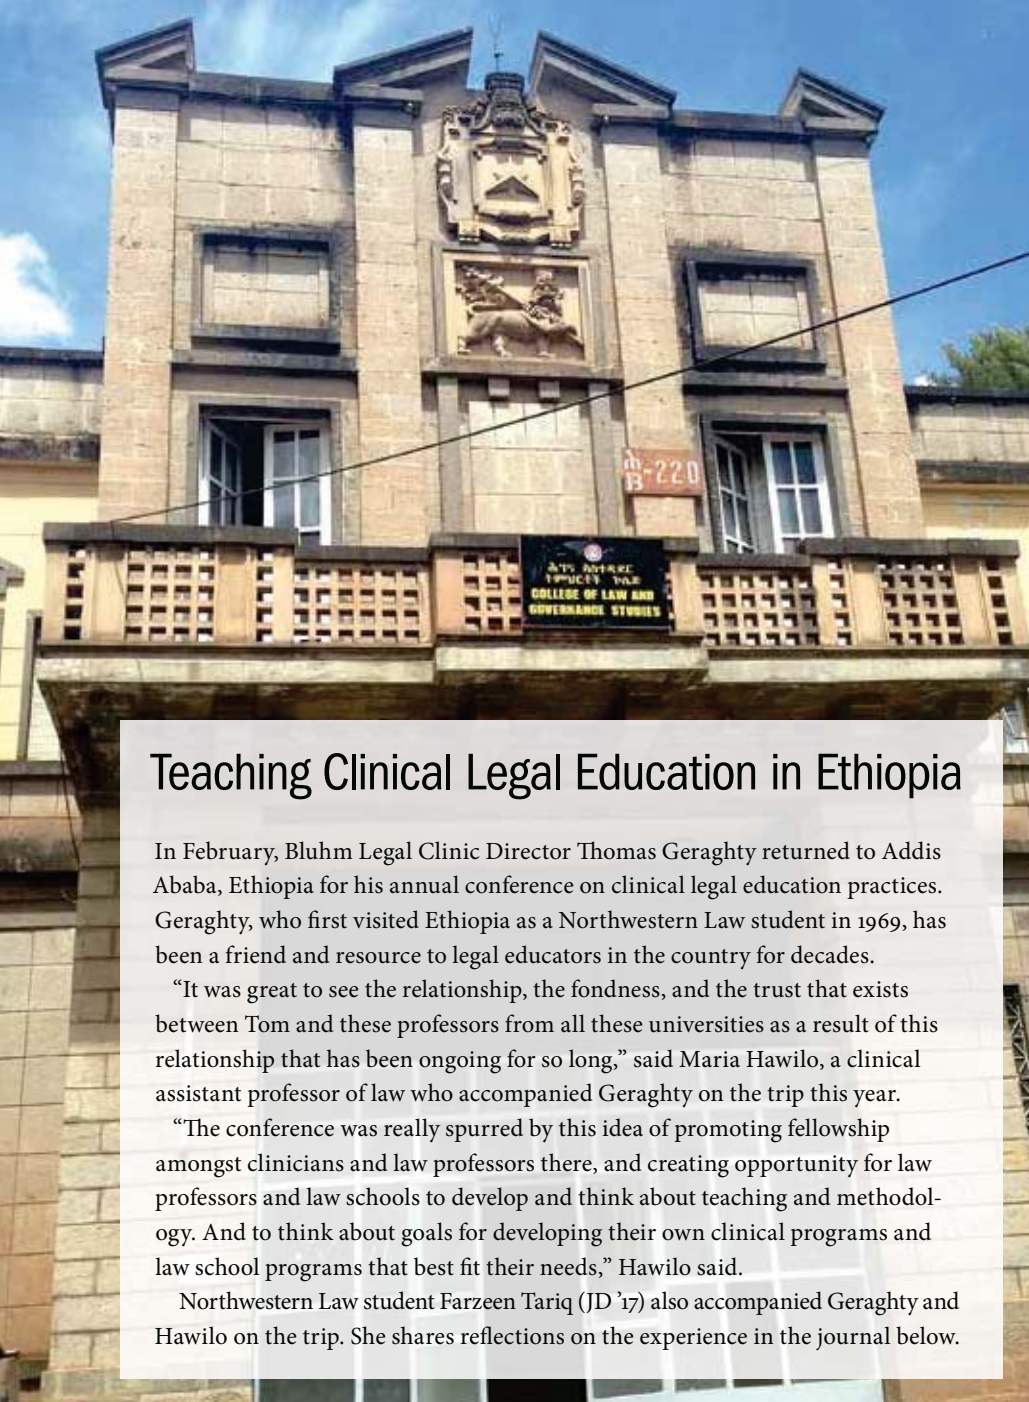 ሕB-220
ሕግና አስተዳደር
ትምህርት ኮሌጅ
COLLEGE OF LAW AND
GOVERNANCE STUDIES
Teaching Clinical Legal Education in Ethiopia
In February, Bluhm Legal Clinic Director Thomas Geraghty returned to Addis
Ababa, Ethiopia for his annual conference on clinical legal education practices.
Geraghty, who first visited Ethiopia as a Northwestern Law student in 1969, has
been a friend and resource to legal educators in the country for decades.
“It was great to see the relationship, the fondness, and the trust that exists
between Tom and these professors from all these universities as a result of this
relationship that has been ongoing for so long,” said Maria Hawilo, a clinical
assistant professor of law who accompanied Geraghty on the trip this year.
“The conference was really spurred by this idea of promoting fellowship
amongst clinicians and law professors there, and creating opportunity for law
professors and law schools to develop and think about teaching and methodol-
ogy. And to think about goals for developing their own clinical programs and
law school programs that best fit their needs,” Hawilo said.
Northwestern Law student Farzeen Tariq (JD ’17) also accompanied Geraghty and
Hawilo on the trip. She shares reflections on the experience in the journal below.